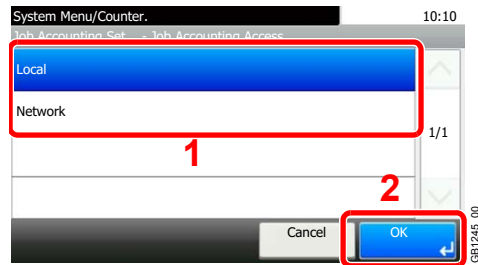 System Menu/Counter. 10:10
Job Accounting Set... - Job Accounting Access
Local
Network
1/1
1
2
Cancel OK
GB1245_00